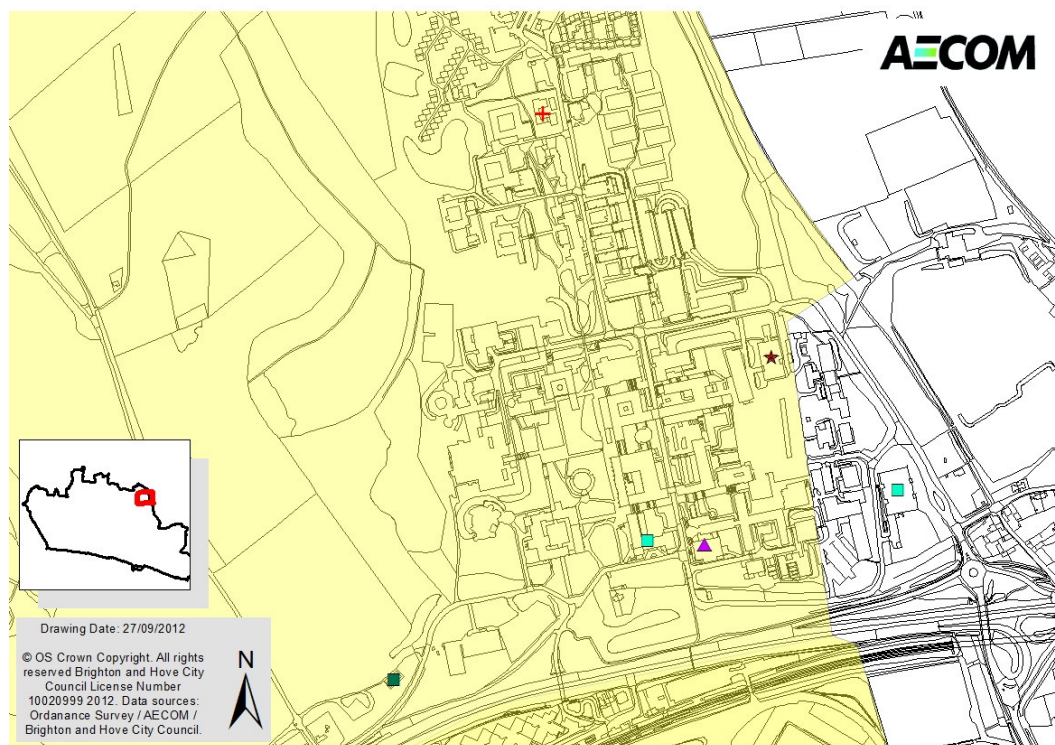 AECOM
Drawing Date: 27/09/2012
© OS Crown Copyright. All rights
reserved Brighton and Hove City
Council License Number
10020999 2012. Data sources:
Ordanance Survey / AECOM /
Brighton and Hove City Council.
N